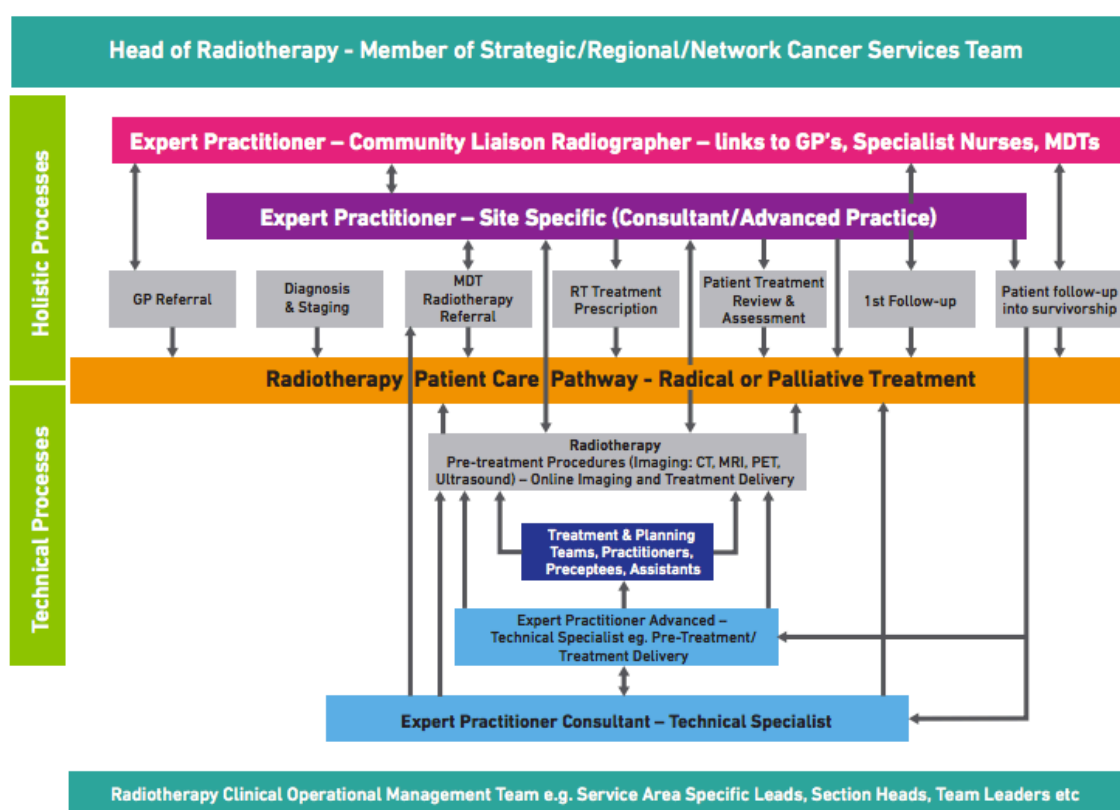 Head of Radiotherapy - Member of Strategic/Regional/Network Cancer Services Team
Holistic Processes
Expert Practitioner – Community Liaison Radiographer – links to GP's, Specialist Nurses, MDTs
Expert Practitioner – Site Specific (Consultant/Advanced Practice)
GP Referral
Diagnosis
& Staging
MDT
Radiotherapy
Referral
RT Treatment
Prescription
Patient Treatment
Review &
Assessment
1st Follow-up
Patient follow-up
into survivorship
Radiotherapy Patient Care Pathway - Radical or Palliative Treatment
Technical Processes
Radiotherapy
Pre-treatment Procedures (Imaging: CT, MRI, PET,
Ultrasound) – Online Imaging and Treatment Delivery
Treatment & Planning
Teams, Practitioners,
Preceptees, Assistants
Expert Practitioner Advanced –
Technical Specialist eg. Pre-Treatment/
Treatment Delivery
Expert Practitioner Consultant – Technical Specialist
Radiotherapy Clinical Operational Management Team e.g. Service Area Specific Leads, Section Heads, Team Leaders etc